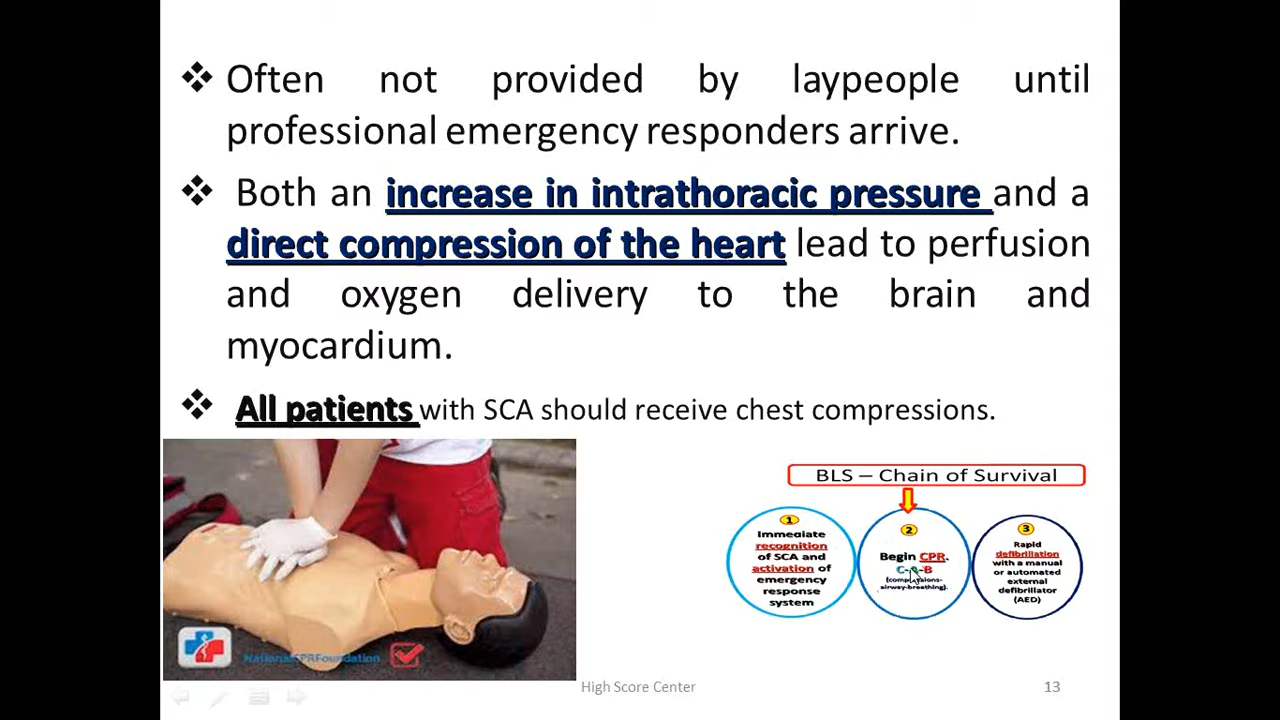 ❖ Often not provided by laypeople until
professional emergency responders arrive.
❖ Both an increase in intrathoracic pressure and a
direct compression of the heart lead to perfusion
and oxygen delivery to the brain and
myocardium.
❖ All patients with SCA should receive chest compressions.
BLS – Chain of Survival
1
Immediate
recognition
of SCA and
activation of
emergency
response
system
2
Begin CPR.
airway-breathing).
3
Rapid
defibrillation
with a manual
or automated
external
defibrillator
(AED)
NationalCPRFoundation
High Score Center
13